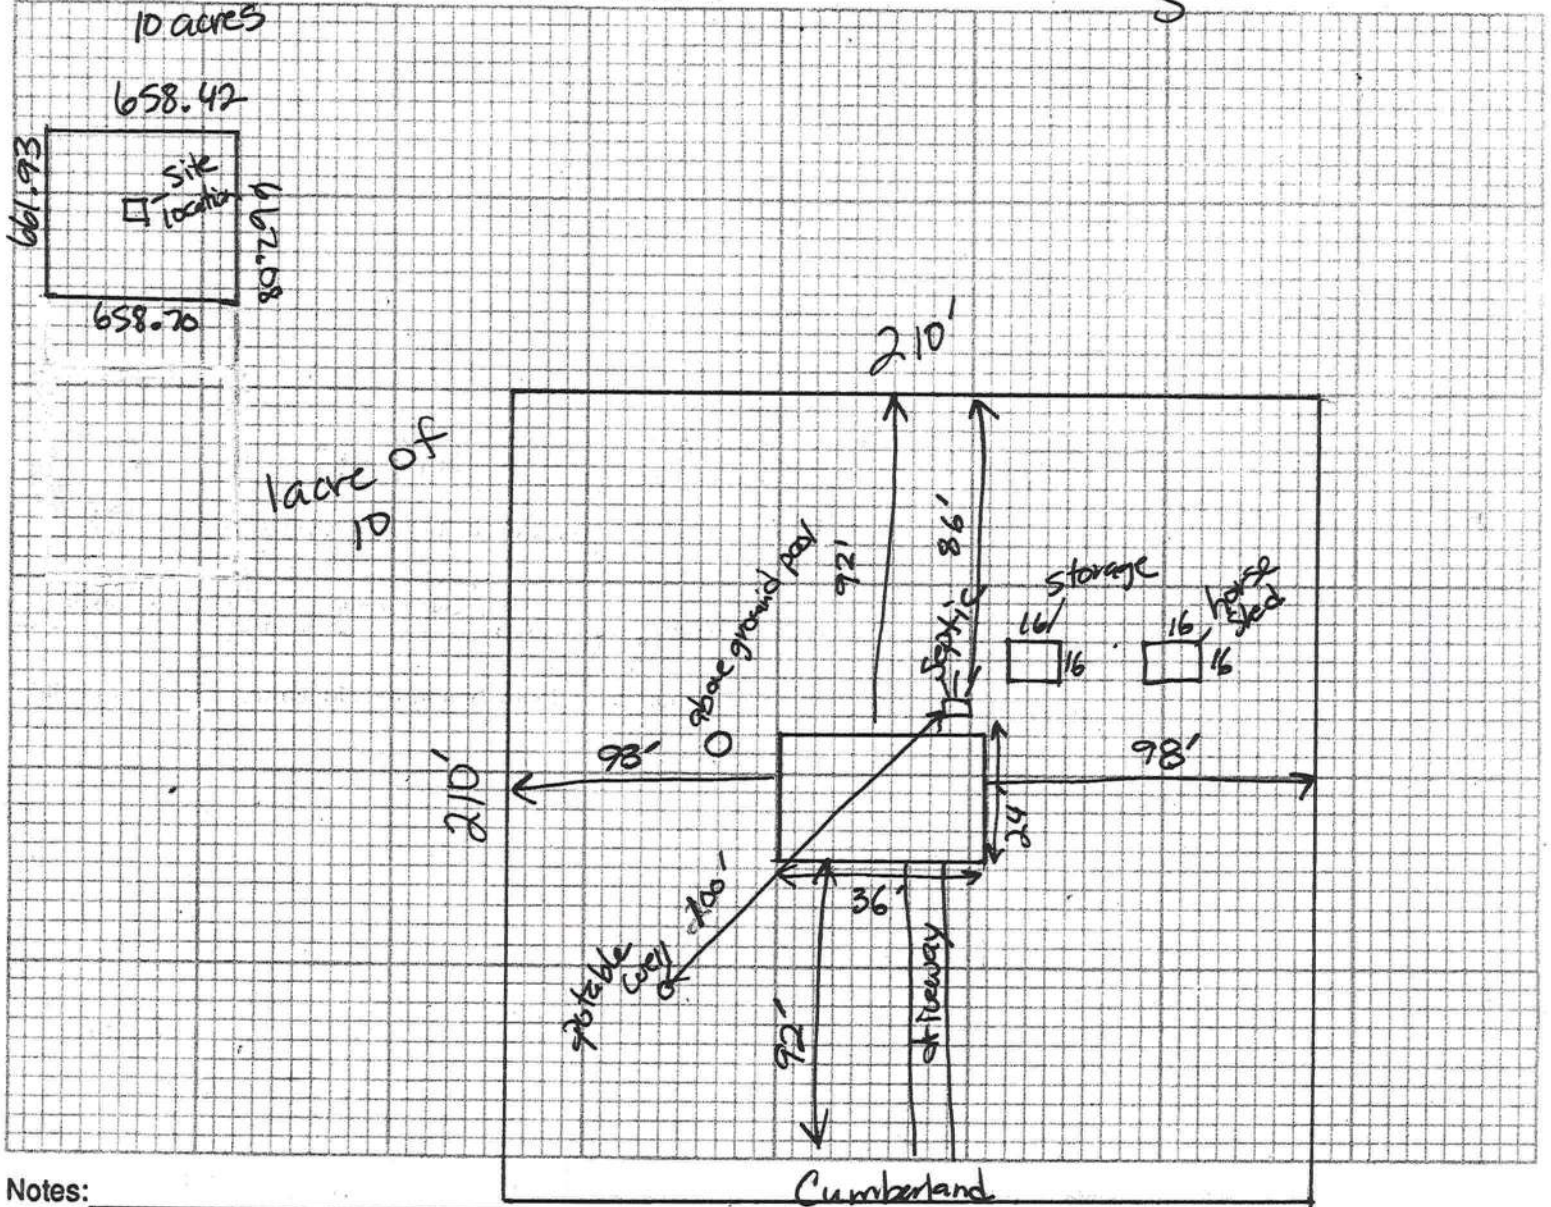 10 acres
658.42
661.93
site
location
662.08
658.70
210'
1 acre of
10
92'
86'
above ground pool
septic
storage
16'
16
horse
shed
16
16
210'
98'
98'
24
36'
100'
potable
well
92'
driveway
Cumberland
Notes: